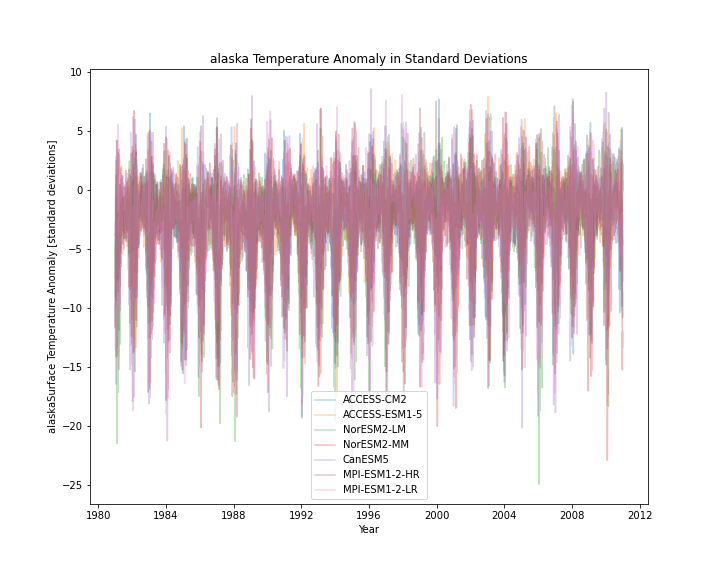 alaska Temperature Anomaly in Standard Deviations
alaskaSurface Temperature Anomaly [standard deviations]
10
5
0
−5
−10
−15
−20
−25
ACCESS-CM2
ACCESS-ESM1-5
NorESM2-LM
NorESM2-MM
CanESM5
MPI-ESM1-2-HR
MPI-ESM1-2-LR
1980 1984 1988 1992 1996 2000 2004 2008 2012
Year